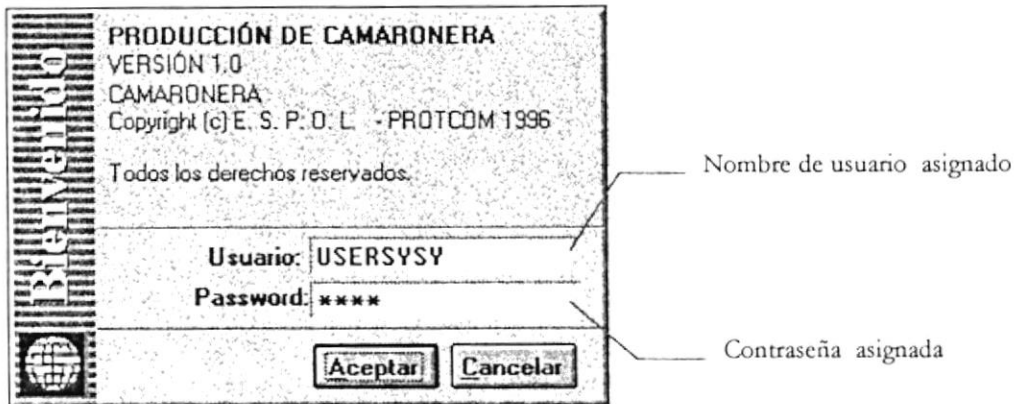 Bienvenido
PRODUCCIÓN DE CAMARONERA
VERSIÓN 1.0
CAMARONERA
Copyright (c) E. S. P. O. L. - PROTCOM 1996
Todos los derechos reservados.
Nombre de usuario asignado
Usuario: USERSYSY
Password: ****
Contraseña asignada
Aceptar Cancelar